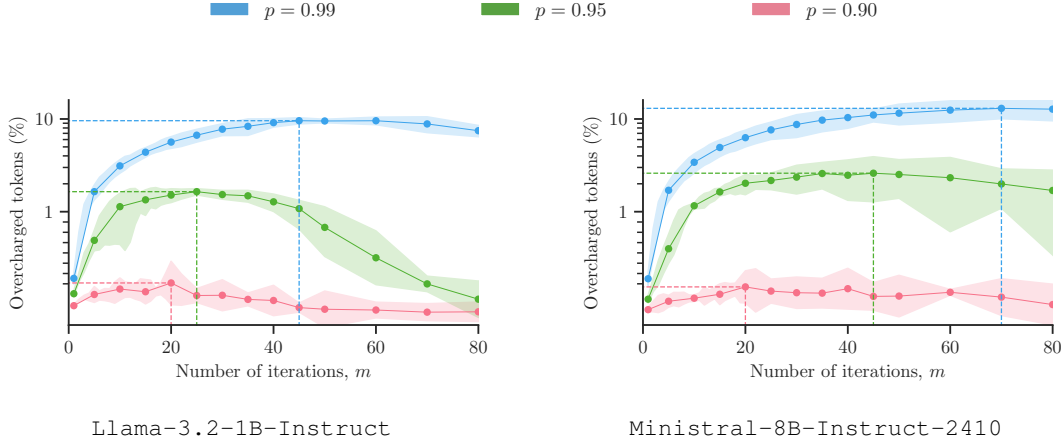 p = 0.99 p = 0.95 p = 0.90
Overcharged tokens (%)
10
1
0 20 40 60 80
Number of iterations, m
Llama-3.2-1B-Instruct
Overcharged tokens (%)
10
1
0 20 40 60 80
Number of iterations, m
Ministral-8B-Instruct-2410